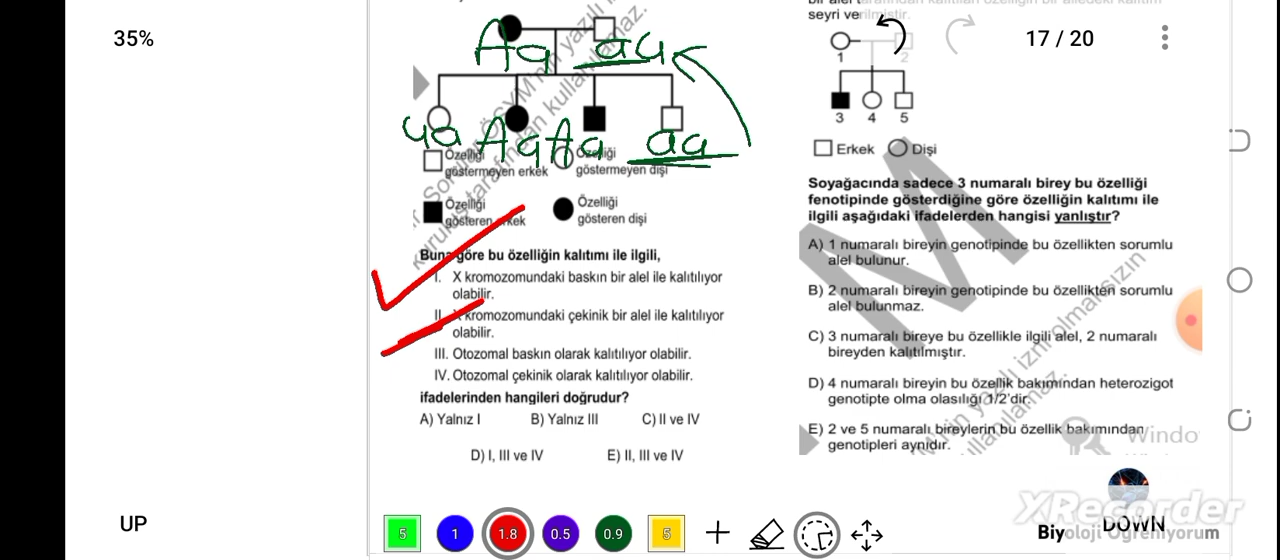 35%
UP
Aa
aa
aa
Aa
Aa
aa
Özelliği
göstermeyen erkek
göstermeyen dişi
Özelliği
gösteren erkek
Özelliği
gösteren dişi
Buna göre bu özelliğin kalıtımı ile ilgili,
I. X kromozomundaki baskın bir alel ile kalıtılıyor
olabilir.
II. X kromozomundaki çekinik bir alel ile kalıtılıyor
olabilir.
III. Otozomal baskın olarak kalıtılıyor olabilir.
IV. Otozomal çekinik olarak kalıtılıyor olabilir.
ifadelerinden hangileri doğrudur?
A) Yalnız I B) Yalnız III C) II ve IV
D) I, III ve IV E) II, III ve IV
seyri verilmiştir.
17 / 20
1 2
3 4 5
Erkek Dişi
Soyağacında sadece 3 numaralı birey bu özelliği
fenotipinde gösterdiğine göre özelliğin kalıtımı ile
ilgili aşağıdaki ifadelerden hangisi yanlıştır?
A) 1 numaralı bireyin genotipinde bu özellikten sorumlu
alel bulunur.
B) 2 numaralı bireyin genotipinde bu özellikten sorumlu
alel bulunmaz.
C) 3 numaralı bireye bu özellikle ilgili alel, 2 numaralı
bireyden kalıtılmıştır.
D) 4 numaralı bireyin bu özellik bakımından heterozigot
genotipte olma olasılığı 1/2'dir.
E) 2 ve 5 numaralı bireylerin bu özellik bakımından
genotipleri aynıdır.
M
Windo
XRecorder
Biyoloji Öğreniyorum
DOWN
5 1 1.8 0.5 0.9 5